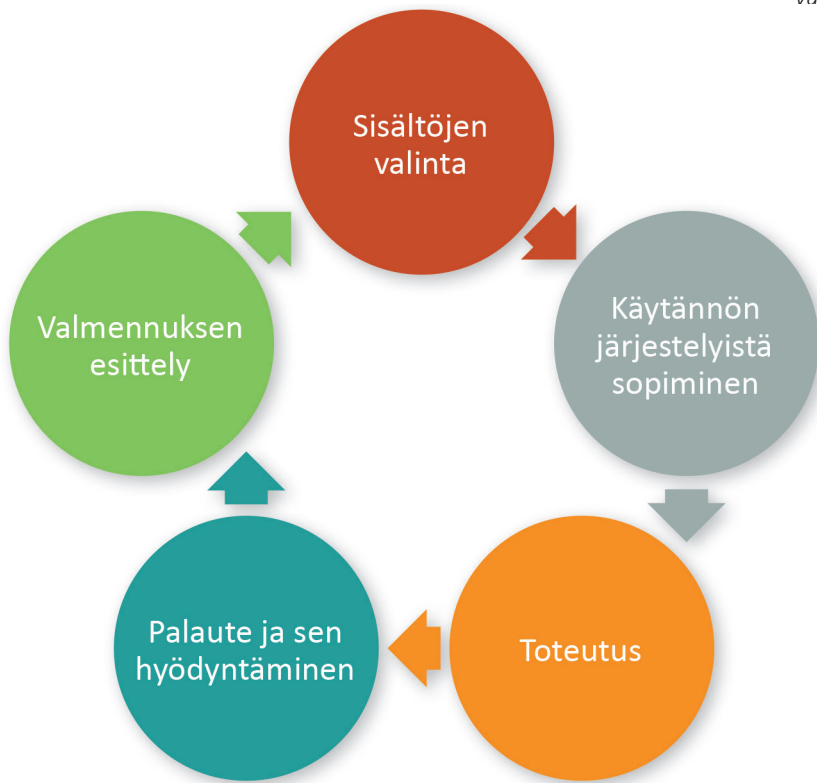 Sisältöjen
valinta
Käytännön
järjestelyistä
sopiminen
Toteutus
Palaute ja sen
hyödyntäminen
Valmennuksen
esittely